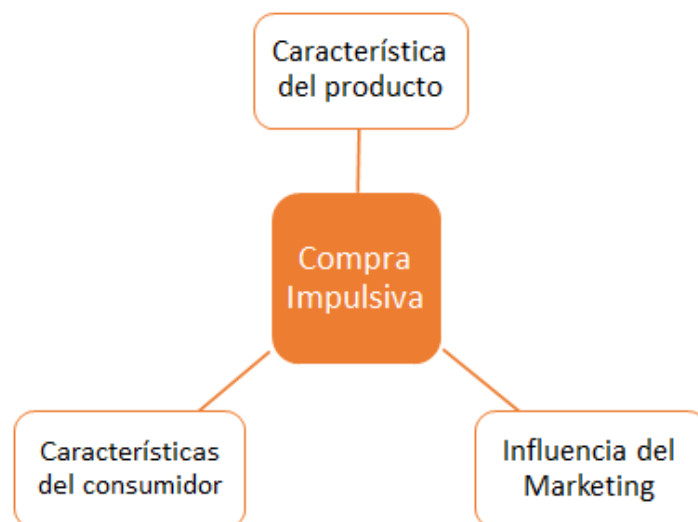 Característica
del producto
Compra
Impulsiva
Características
del consumidor
Influencia del
Marketing